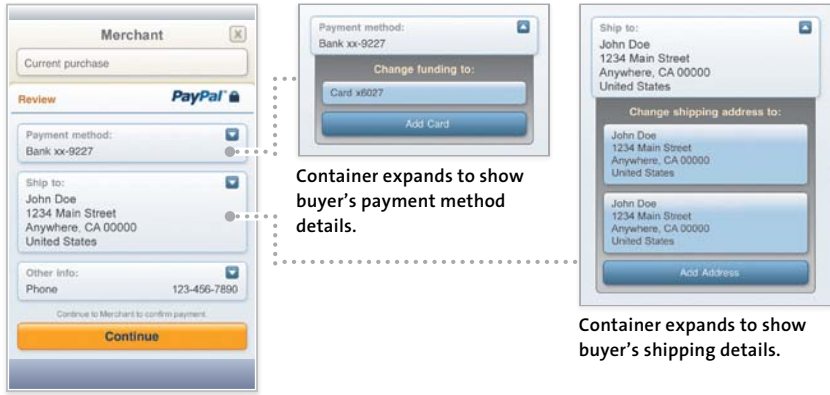 Merchant
X
Current purchase
Review
PayPal
Payment method:
Bank xx-9227
Ship to:
John Doe
1234 Main Street
Anywhere, CA 00000
United States
Other info:
Phone 123-456-7890
Continue to Merchant to confirm payment.
Continue
Payment method:
Bank xx-9227
Change funding to:
Card x6027
Add Card
Container expands to show
buyer's payment method
details.
Ship to:
John Doe
1234 Main Street
Anywhere, CA 00000
United States
Change shipping address to:
John Doe
1234 Main Street
Anywhere, CA 00000
United States
John Doe
1234 Main Street
Anywhere, CA 00000
United States
Add Address
Container expands to show
buyer's shipping details.